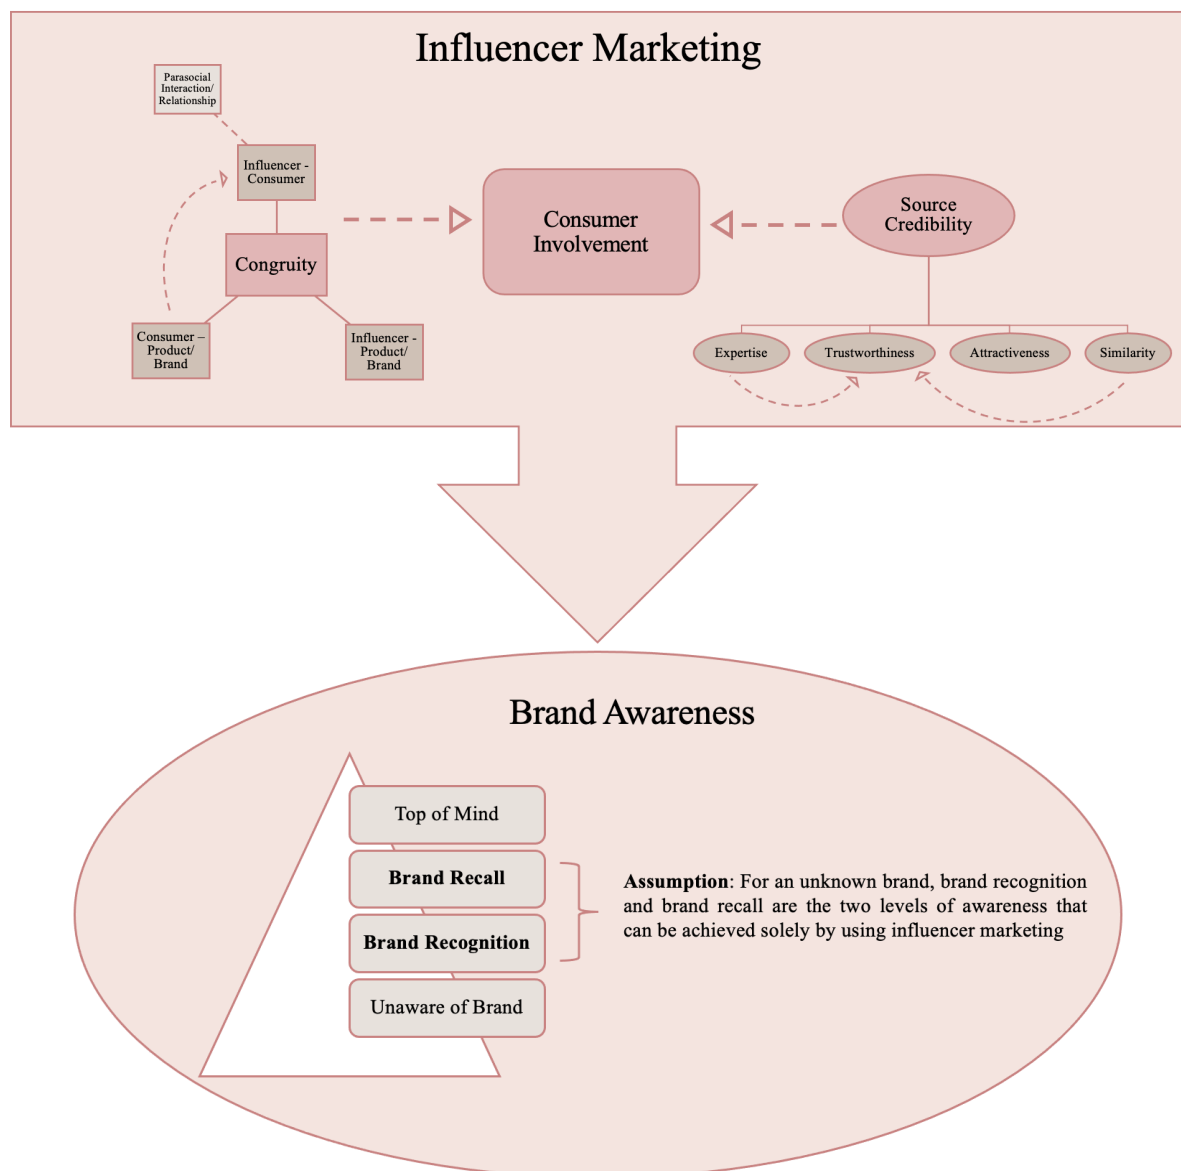 Influencer Marketing
Parasocial
Interaction/
Relationship
Influencer -
Consumer
Congruity
Consumer –
Product/
Brand
Influencer -
Product/
Brand
Consumer
Involvement
Source
Credibility
Expertise
Trustworthiness
Attractiveness
Similarity
Brand Awareness
Top of Mind
Brand Recall
Brand Recognition
Unaware of Brand
Assumption: For an unknown brand, brand recognition
and brand recall are the two levels of awareness that
can be achieved solely by using influencer marketing